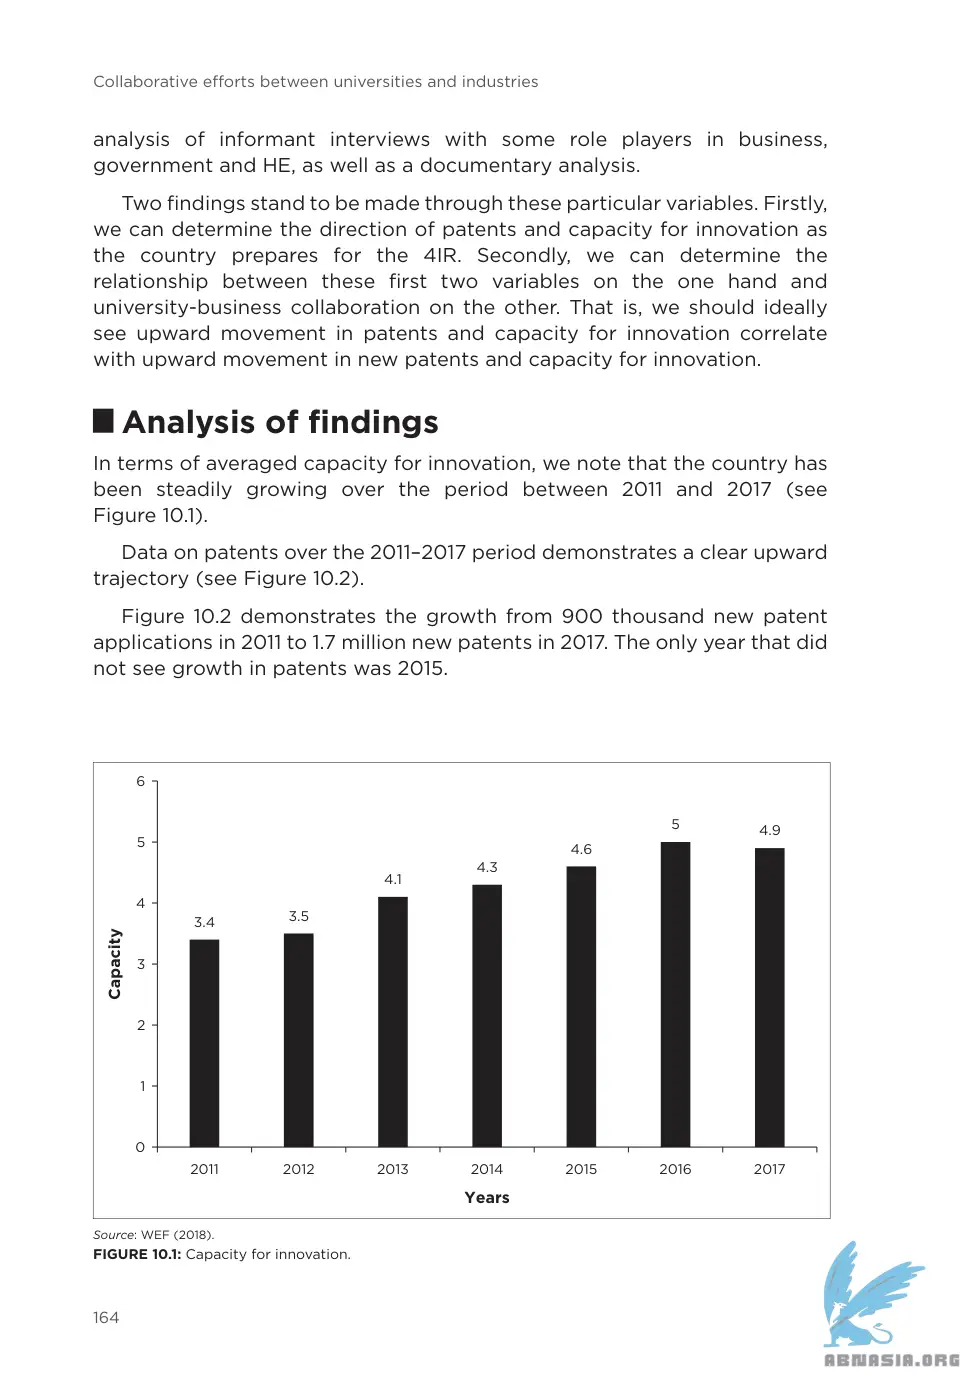 Collaborative efforts between universities and industries
analysis of informant interviews with some role players in business,
government and HE, as well as a documentary analysis.
Two findings stand to be made through these particular variables. Firstly,
we can determine the direction of patents and capacity for innovation as
the country prepares for the 4IR. Secondly, we can determine the
relationship between these first two variables on the one hand and
university-business collaboration on the other. That is, we should ideally
see upward movement in patents and capacity for innovation correlate
with upward movement in new patents and capacity for innovation.
Analysis of findings
In terms of averaged capacity for innovation, we note that the country has
been steadily growing over the period between 2011 and 2017 (see
Figure 10.1).
Data on patents over the 2011–2017 period demonstrates a clear upward
trajectory (see Figure 10.2).
Figure 10.2 demonstrates the growth from 900 thousand new patent
applications in 2011 to 1.7 million new patents in 2017. The only year that did
not see growth in patents was 2015.
6
5
4
3
2
1
0
Capacity
3.4
3.5
4.1
4.3
4.6
5
4.9
2011 2012 2013 2014 2015 2016 2017
Years
Source: WEF (2018).
FIGURE 10.1: Capacity for innovation.
164
ABNASIA.ORG